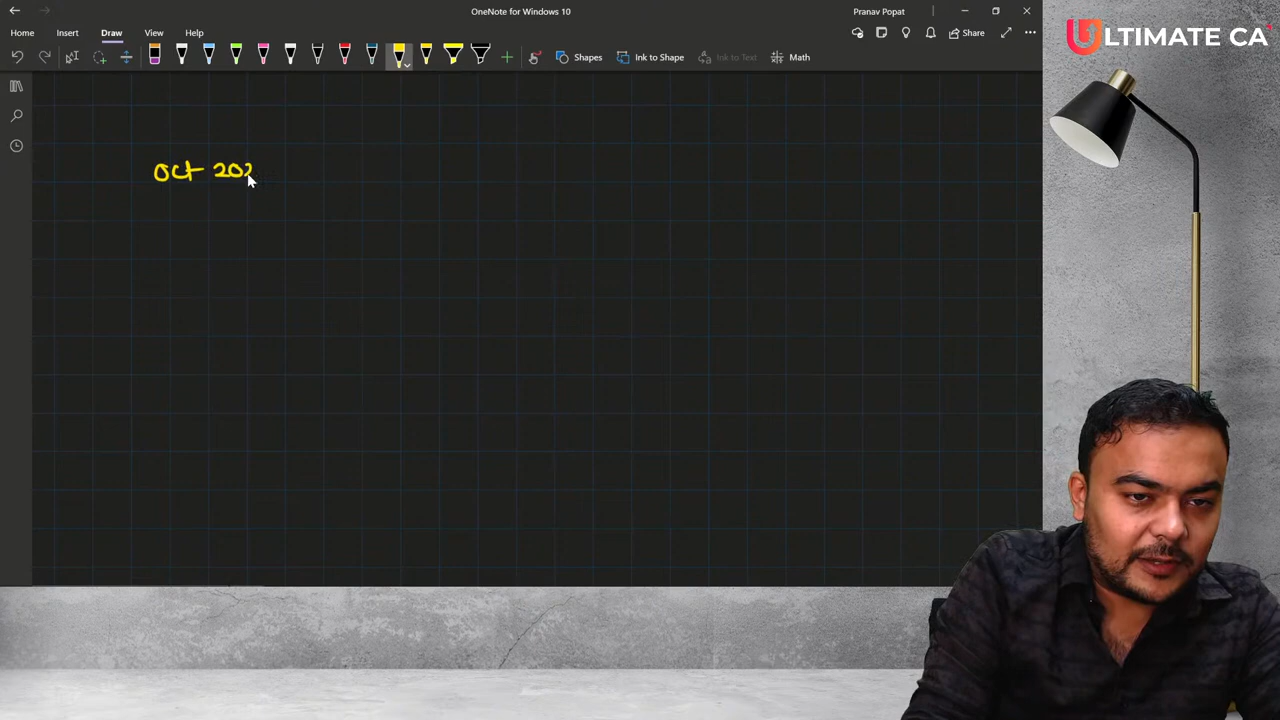 OneNote for Windows 10
Pranav Popat
Home Insert Draw View Help
Share
Shapes Ink to Shape Ink to Text Math
ULTIMATE CA
Oct 202